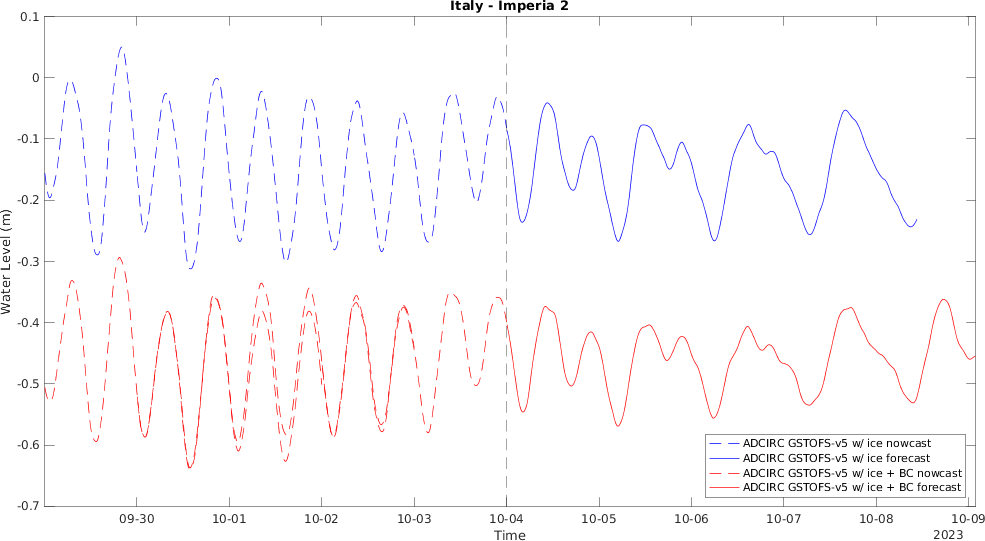 Italy - Imperia 2
0.1
0
-0.1
-0.2
-0.3
-0.4
-0.5
-0.6
-0.7
Water Level (m)
09-30 10-01 10-02 10-03 10-04 10-05 10-06 10-07 10-08 10-09
Time
2023
ADCIRC GSTOFS-v5 w/ ice nowcast
ADCIRC GSTOFS-v5 w/ ice forecast
ADCIRC GSTOFS-v5 w/ ice + BC nowcast
ADCIRC GSTOFS-v5 w/ ice + BC forecast